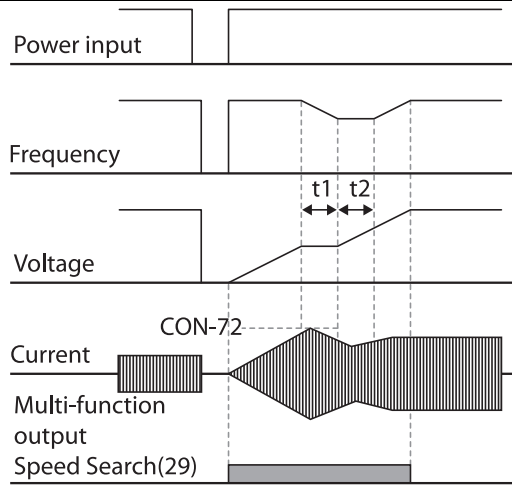 Power input
Frequency
t1 t2
Voltage
CON-72
Current
Multi-function
output
Speed Search(29)